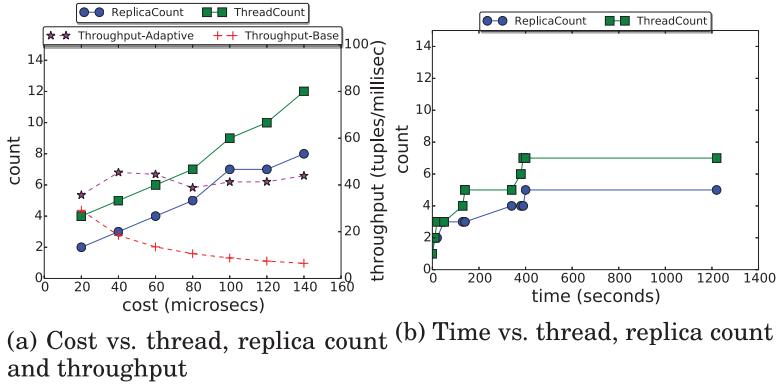 ReplicaCount ThreadCount
Throughput-Adaptive Throughput-Base
14
12
10
8
6
4
2
0
count
100
80
60
40
20
0
throughput (tuples/millisec)
0 20 40 60 80 100 120 140 160
cost (microsecs)
(a) Cost vs. thread, replica count
and throughput
ReplicaCount ThreadCount
14
12
10
8
6
4
2
0
count
0 200 400 600 800 1000 1200 1400
time (seconds)
(b) Time vs. thread, replica count